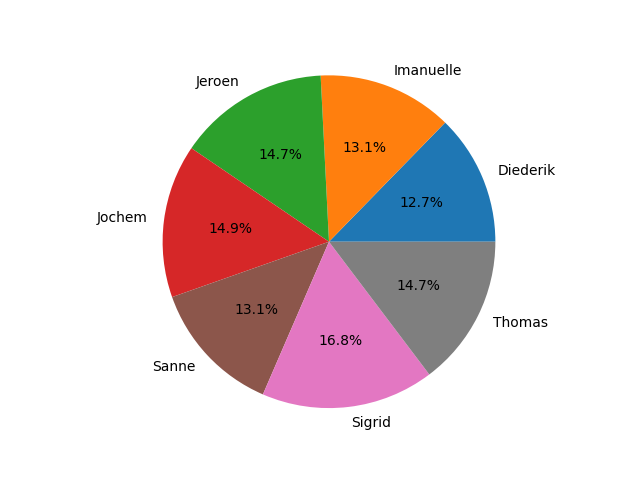 Imanuelle
Jeroen
14.7%
13.1%
Diederik
12.7%
Jochem
14.9%
Thomas
14.7%
Sanne
13.1%
16.8%
Sigrid